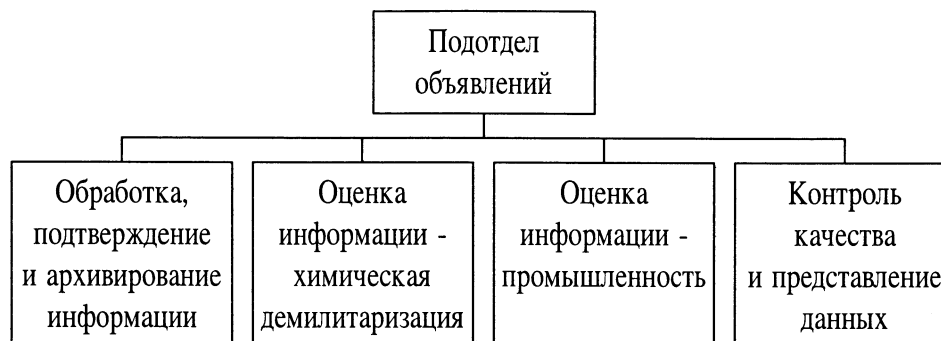 Подотдел
объявлений
Обработка,
подтверждение
и архивирование
информации
Оценка
информации -
химическая
демилитаризация
Оценка
информации -
промышленность
Контроль
качества
и представление
данных